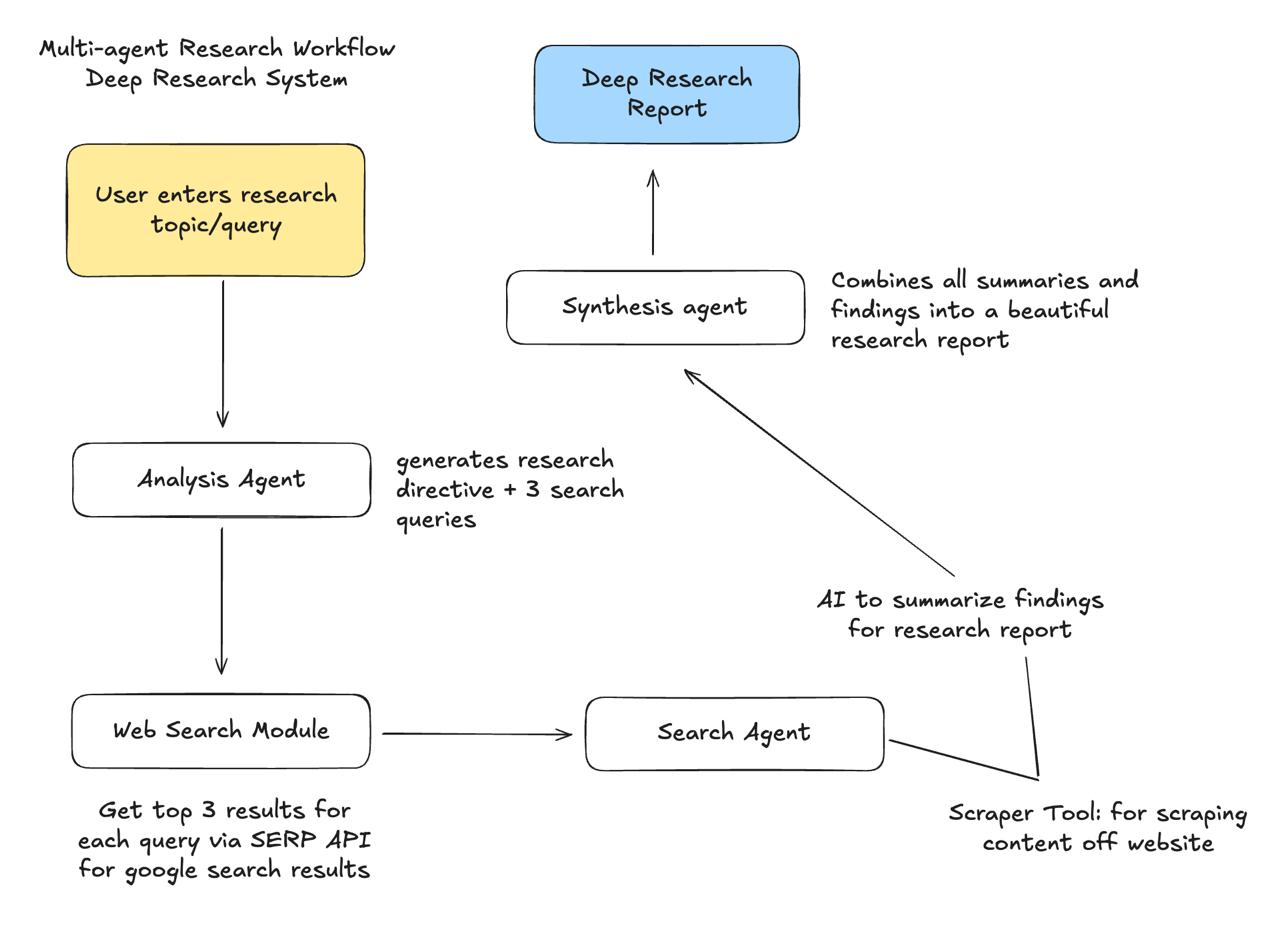 Multi-agent Research Workflow
Deep Research System
User enters research
topic/query
Analysis Agent
generates research
directive + 3 search
queries
Web Search Module
Get top 3 results for
each query via SERP API
for google search results
Search Agent
Scraper Tool: for scraping
content off website
AI to summarize findings
for research report
Synthesis agent
Combines all summaries and
findings into a beautiful
research report
Deep Research
Report